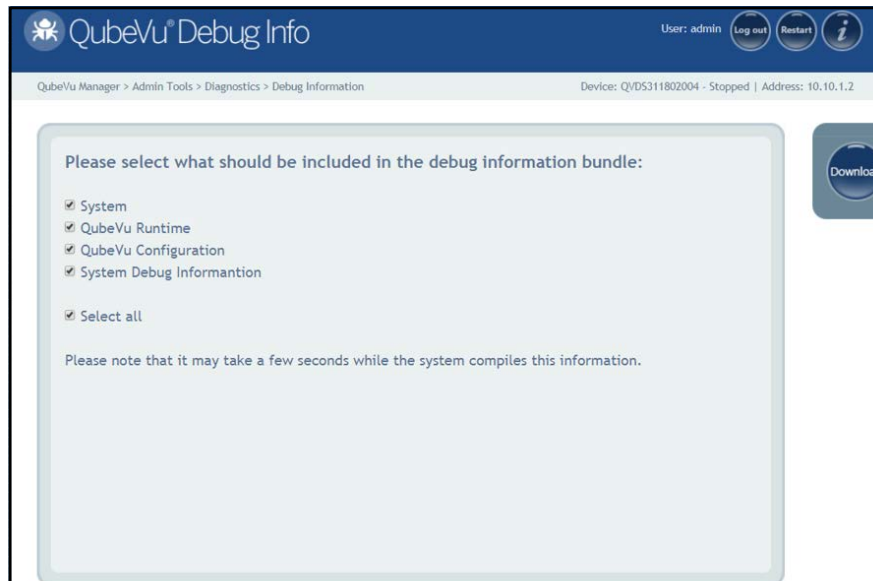 QubeVu® Debug Info
User: admin
Log out
Restart
i
QubeVu Manager > Admin Tools > Diagnostics > Debug Information
Device: QVDS311802004 - Stopped | Address: 10.10.1.2
Please select what should be included in the debug information bundle:
System
QubeVu Runtime
QubeVu Configuration
System Debug Informantion
Select all
Please note that it may take a few seconds while the system compiles this information.
Downloa